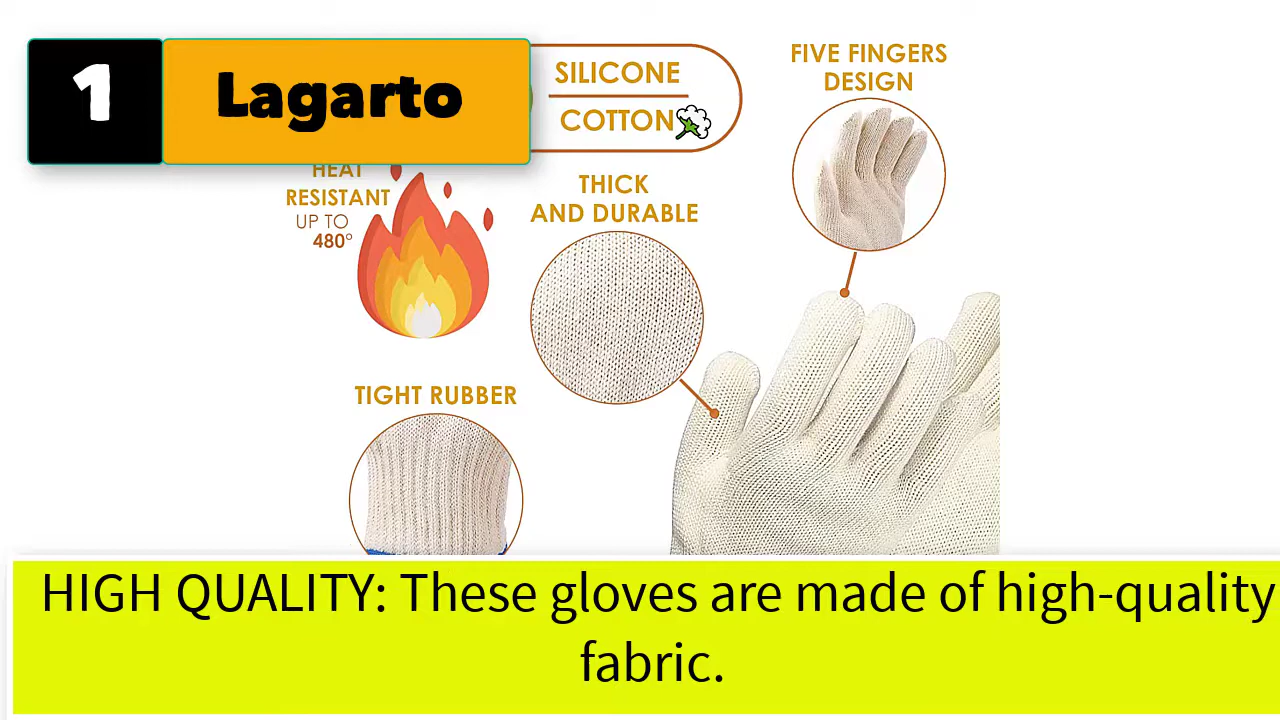 1
Lagarto
SILICONE
COTTON
FIVE FINGERS
DESIGN
HEAT
RESISTANT
UP TO
480°
THICK
AND DURABLE
TIGHT RUBBER
HIGH QUALITY: These gloves are made of high-quality
fabric.